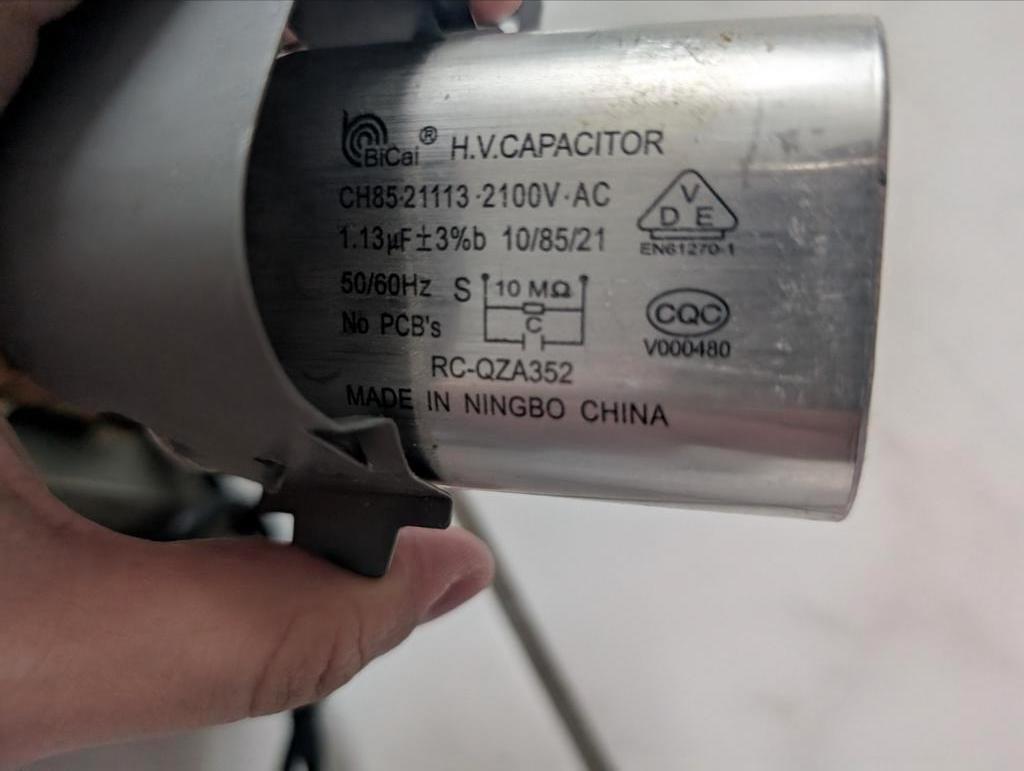 BiCai® H.V.CAPACITOR
CH85-21113-2100V·AC
1.13μF±3%b 10/85/21
50/60Hz S 10 MΩ
C
No PCB's
RC-QZA352
MADE IN NINGBO CHINA
V
D E
EN61270-1
CQC
V000480